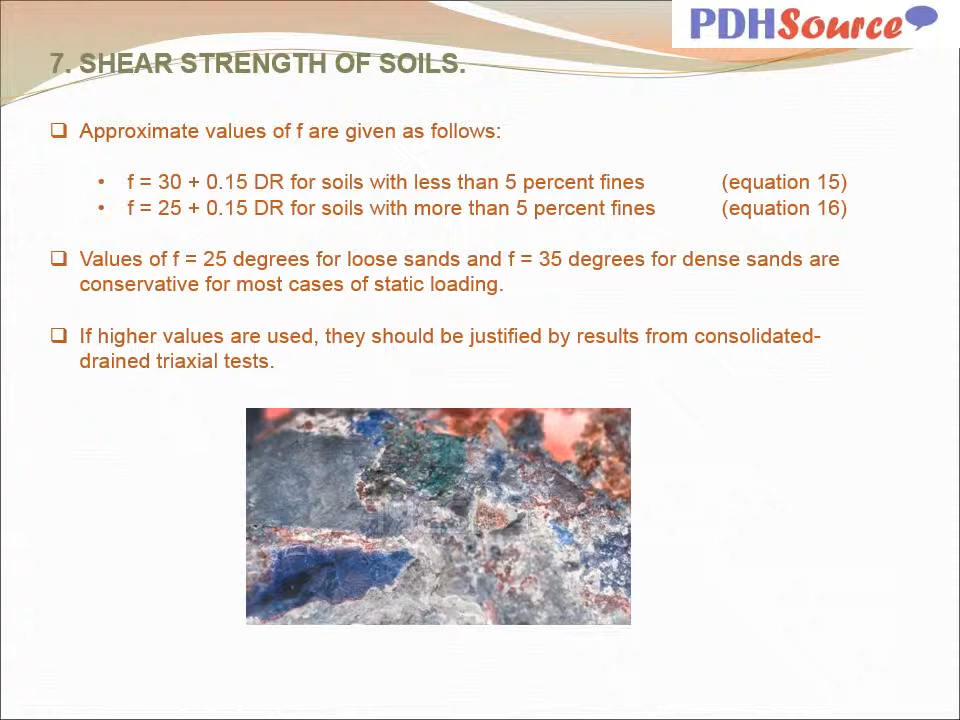 PDHSource
7. SHEAR STRENGTH OF SOILS.
❑ Approximate values of f are given as follows:
• f = 30 + 0.15 DR for soils with less than 5 percent fines (equation 15)
• f = 25 + 0.15 DR for soils with more than 5 percent fines (equation 16)
❑ Values of f = 25 degrees for loose sands and f = 35 degrees for dense sands are
conservative for most cases of static loading.
❑ If higher values are used, they should be justified by results from consolidated-
drained triaxial tests.